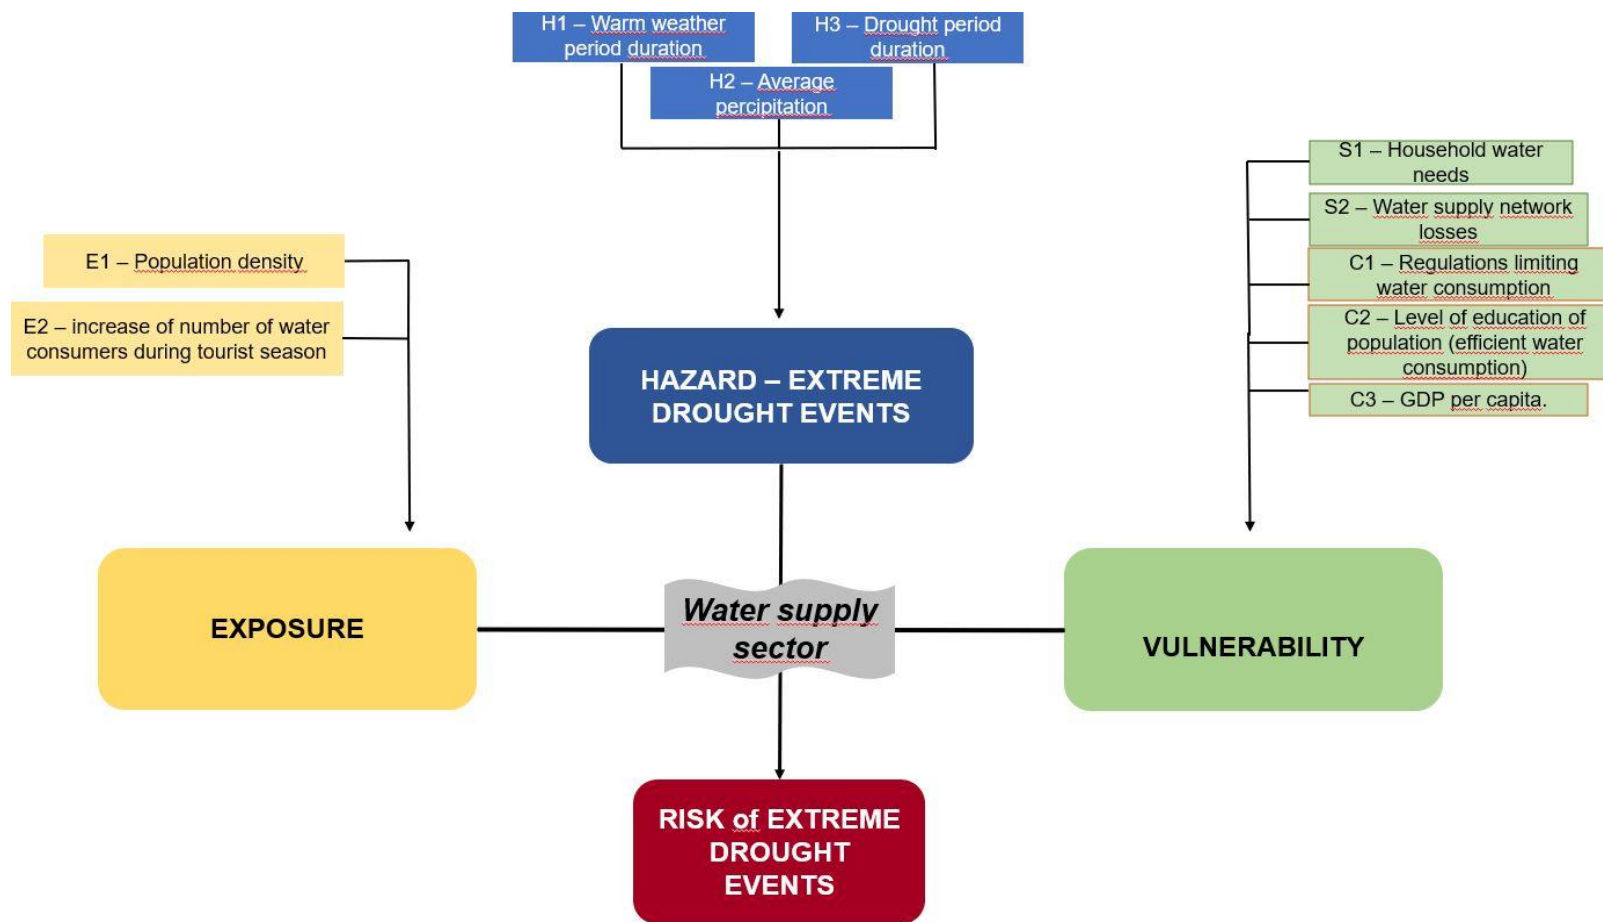 H1 – Warm weather
period duration
H3 – Drought period
duration
H2 – Average
percipitation
S1 – Household water
needs
S2 – Water supply network
losses
C1 – Regulations limiting
water consumption
C2 – Level of education of
population (efficient water
consumption)
C3 – GDP per capita.
E1 – Population density
E2 – increase of number of water
consumers during tourist season
HAZARD – EXTREME
DROUGHT EVENTS
EXPOSURE
Water supply
sector
VULNERABILITY
RISK of EXTREME
DROUGHT
EVENTS